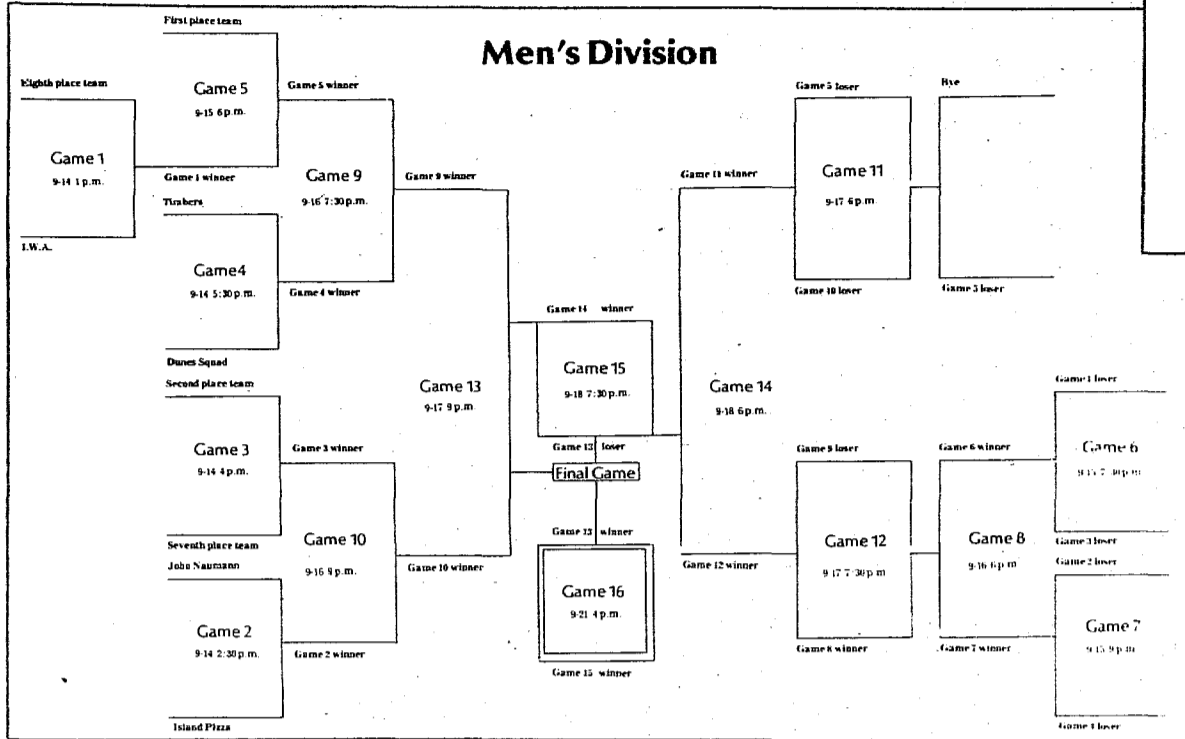 Men's Division
First place team
Eighth place team
Game 5
9-15 6 p.m.
Game 5 winner
Game 1
9-14 1 p.m.
Game 1 winner
I.W.A.
Game 9
9-16 7:30 p.m.
Game 9 winner
Game4
9-14 5:30 p.m.
Game 4 winner
Dunes Squad
Second place team
Game 3
9-14 4 p.m.
Game 3 winner
Seventh place team
John Naumann
Game 10
9-16 9 p.m.
Game 10 winner
Game 2
9-14 2:30 p.m.
Game 2 winner
Island Pizza
Game 13
9-17 9 p.m.
Game 14 winner
Game 15
9-18 7:30 p.m.
Game 13 loser
Final Game
Game 13 winner
Game 16
9-21 4 p.m.
Game 15 winner
Game 11 winner
Game 14
9-18 6 p.m.
Game 12 winner
Game 5 loser
Game 11
9-17 6 p.m.
Game 10 loser
Bye
Game 3 loser
Game 9 loser
Game 12
9-17 7:30 p.m
Game 8 winner
Game 6 winner
Game 8
9-16 6 p.m
Game 7 winner
Game 1 loser
Game 6
9-15 7:30 p.m
Game 3 loser
Game 2 loser
Game 7
9-15 9 p.m
Game 4 loser